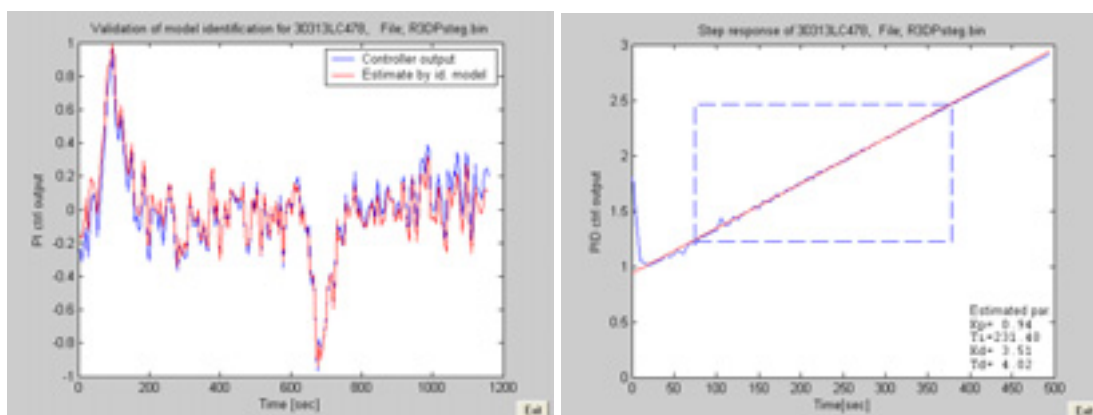 Validation of model identification for 30313LC478, File; R3DPsteg.bin
Controller output
Estimate by id. model
PI ctrl output
1
0.8
0.6
0.4
0.2
0
-0.2
-0.4
-0.6
-0.8
-1
0
200
400
600
800
1000
1200
Time [sec]
Exit
Step response of 30313LC478, File; R3DPsteg.bin
PID ctrl output
3
2.5
2
1.5
1
0.5
0
Estimated par
Kp= 0.94
Ti=231.40
Kd= 3.51
Td= 4.02
0
50
100
150
200
250
300
350
400
450
500
Time[sec]